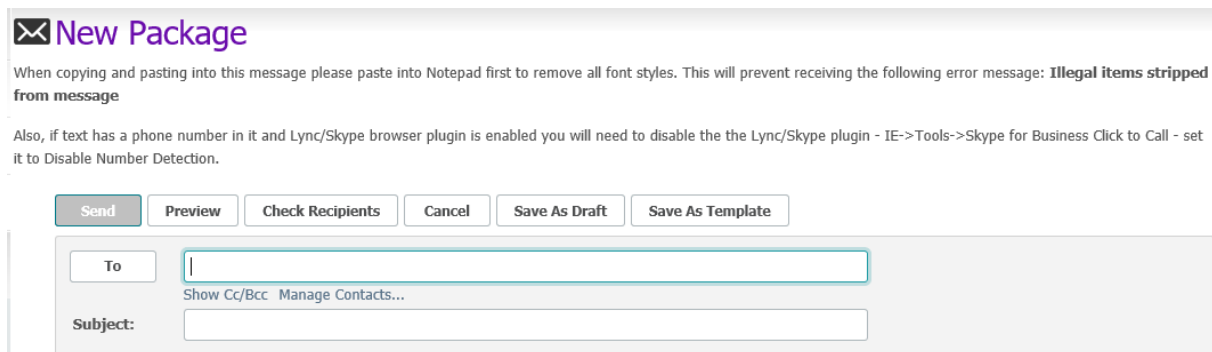 New Package
When copying and pasting into this message please paste into Notepad first to remove all font styles. This will prevent receiving the following error message: Illegal items stripped
from message
Also, if text has a phone number in it and Lync/Skype browser plugin is enabled you will need to disable the the Lync/Skype plugin - IE->Tools->Skype for Business Click to Call - set
it to Disable Number Detection.
Send Preview Check Recipients Cancel Save As Draft Save As Template
To
Show Cc/Bcc Manage Contacts...
Subject: